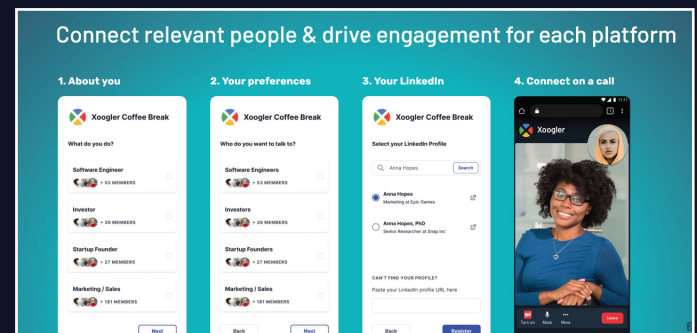 Connect relevant people & drive engagement for each platform
1. About you
Xoogler Coffee Break
What do you do?
Software Engineer
• 53 MEMBERS
Investor
• 39 MEMBERS
Startup Founder
• 27 MEMBERS
Marketing / Sales
• 181 MEMBERS
Next
2. Your preferences
Xoogler Coffee Break
Who do you want to talk to?
Software Engineers
• 53 MEMBERS
Investors
• 39 MEMBERS
Startup Founders
• 27 MEMBERS
Marketing / Sales
• 181 MEMBERS
Back
Next
3. Your LinkedIn
Xoogler Coffee Break
Select your LinkedIn Profile
Anna Hopes
Search
Anna Hopes
Marketing at Epic Games
Anna Hopes, PhD
Senior Researcher at Snap Inc
CAN'T FIND YOUR PROFILE?
Paste your LinkedIn profile URL here
Back
Register
4. Connect on a call
11:11
1
Xoogler
Turn on
Mute
More
Leave